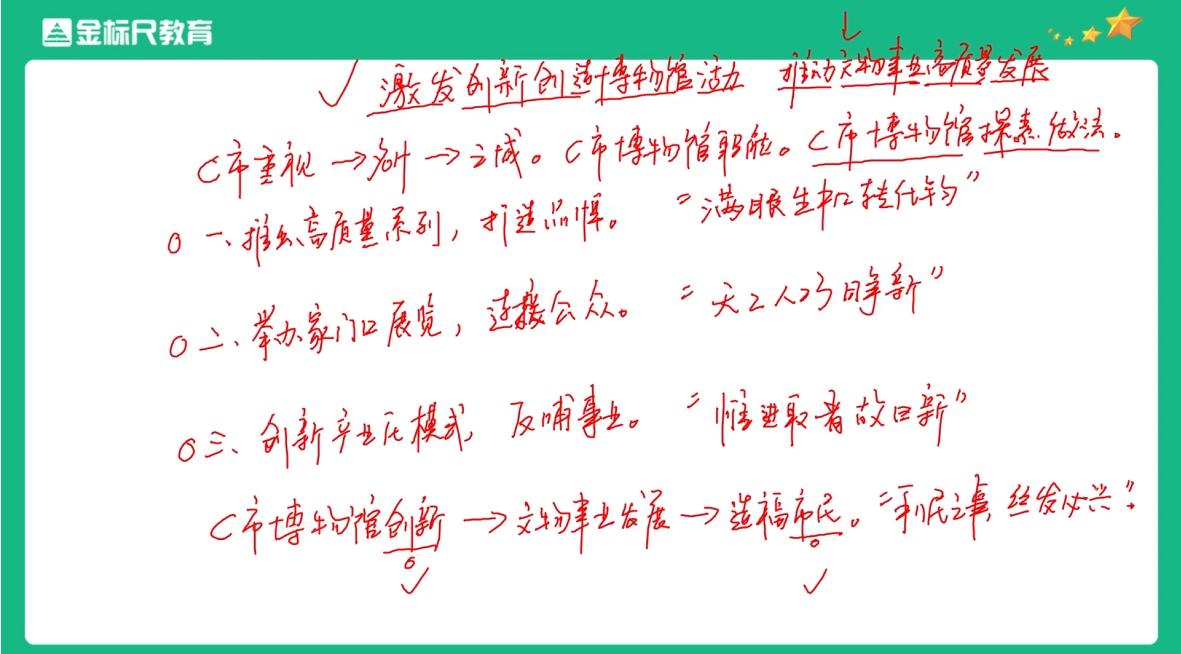 金标尺教育
激发创新创造博物馆活动 推动文物事业高质量发展
C市重视→创→之城。C市博物馆职能。C市博物馆探索做法。
一、推出高质量系列，打造品牌。 "满眼生机转化钧"
二、举办家门口展览，连接公众。 "天工人巧日争新"
三、创新产业化模式，反哺事业。 "惟进取者故日新"
C市博物馆创新→文物事业发展→造福市民。"利民之事，丝发必兴"。